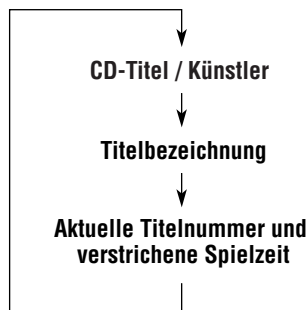 CD-Titel / Künstler
Titelbezeichnung
Aktuelle Titelnummer und
verstrichene Spielzeit